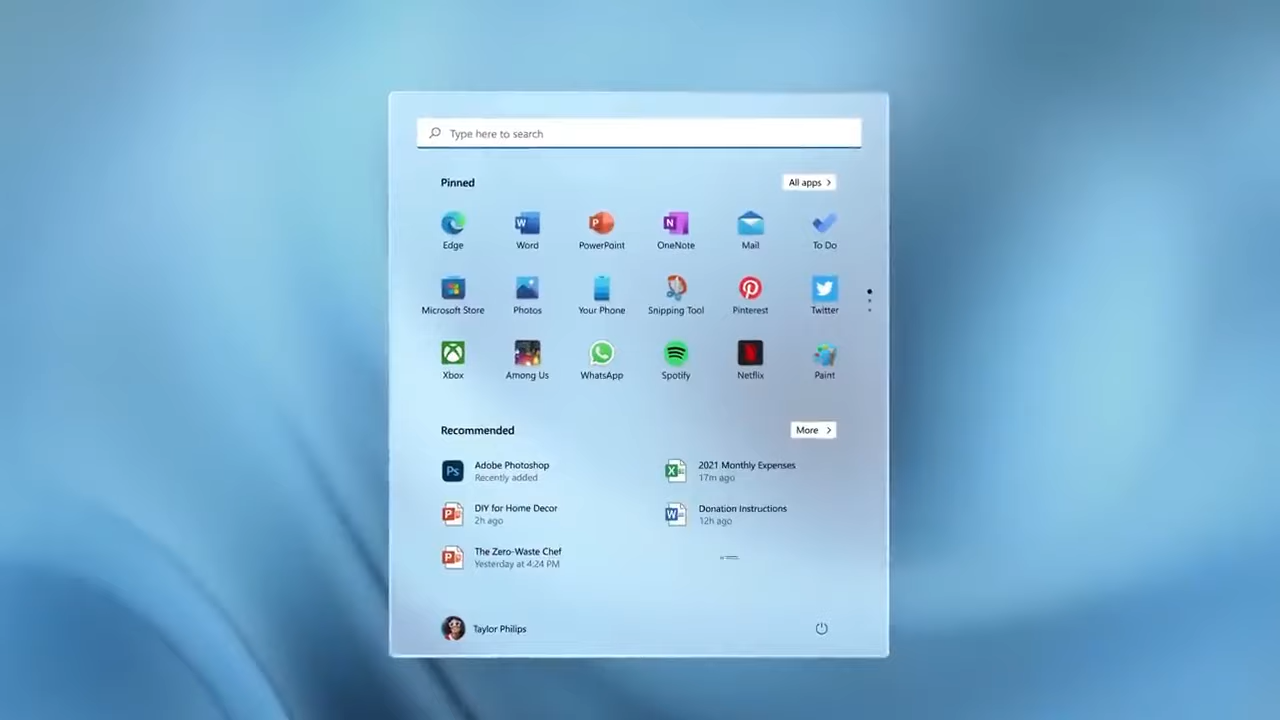 Type here to search
Pinned
All apps
Edge
Word
PowerPoint
OneNote
Mail
To Do
Microsoft Store
Photos
Your Phone
Snipping Tool
Pinterest
Twitter
Xbox
Among Us
WhatsApp
Spotify
Netflix
Paint
Recommended
More
Ps
Adobe Photoshop
Recently added
2021 Monthly Expenses
17m ago
DIY for Home Decor
2h ago
Donation Instructions
12h ago
The Zero-Waste Chef
Yesterday at 4:24 PM
Taylor Philips